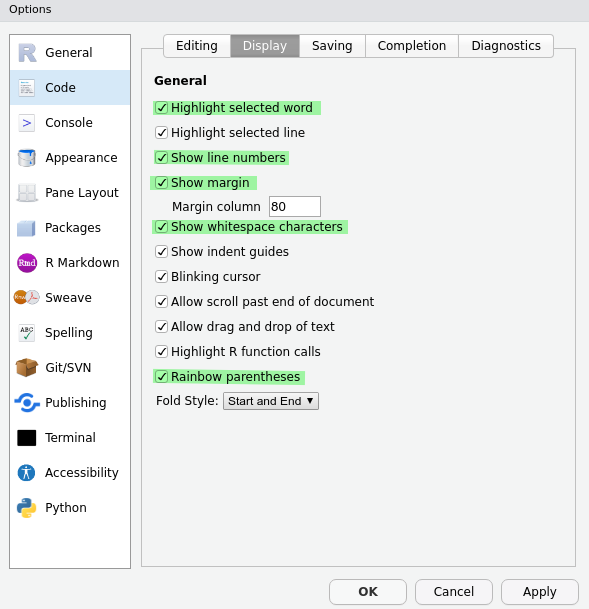 Options
General
Code
Console
Appearance
Pane Layout
Packages
R Markdown
Sweave
Spelling
Git/SVN
Publishing
Terminal
Accessibility
Python
Editing Display Saving Completion Diagnostics
General
Highlight selected word
Highlight selected line
Show line numbers
Show margin
Margin column 80
Show whitespace characters
Show indent guides
Blinking cursor
Allow scroll past end of document
Allow drag and drop of text
Highlight R function calls
Rainbow parentheses
Fold Style: Start and End
OK Cancel Apply